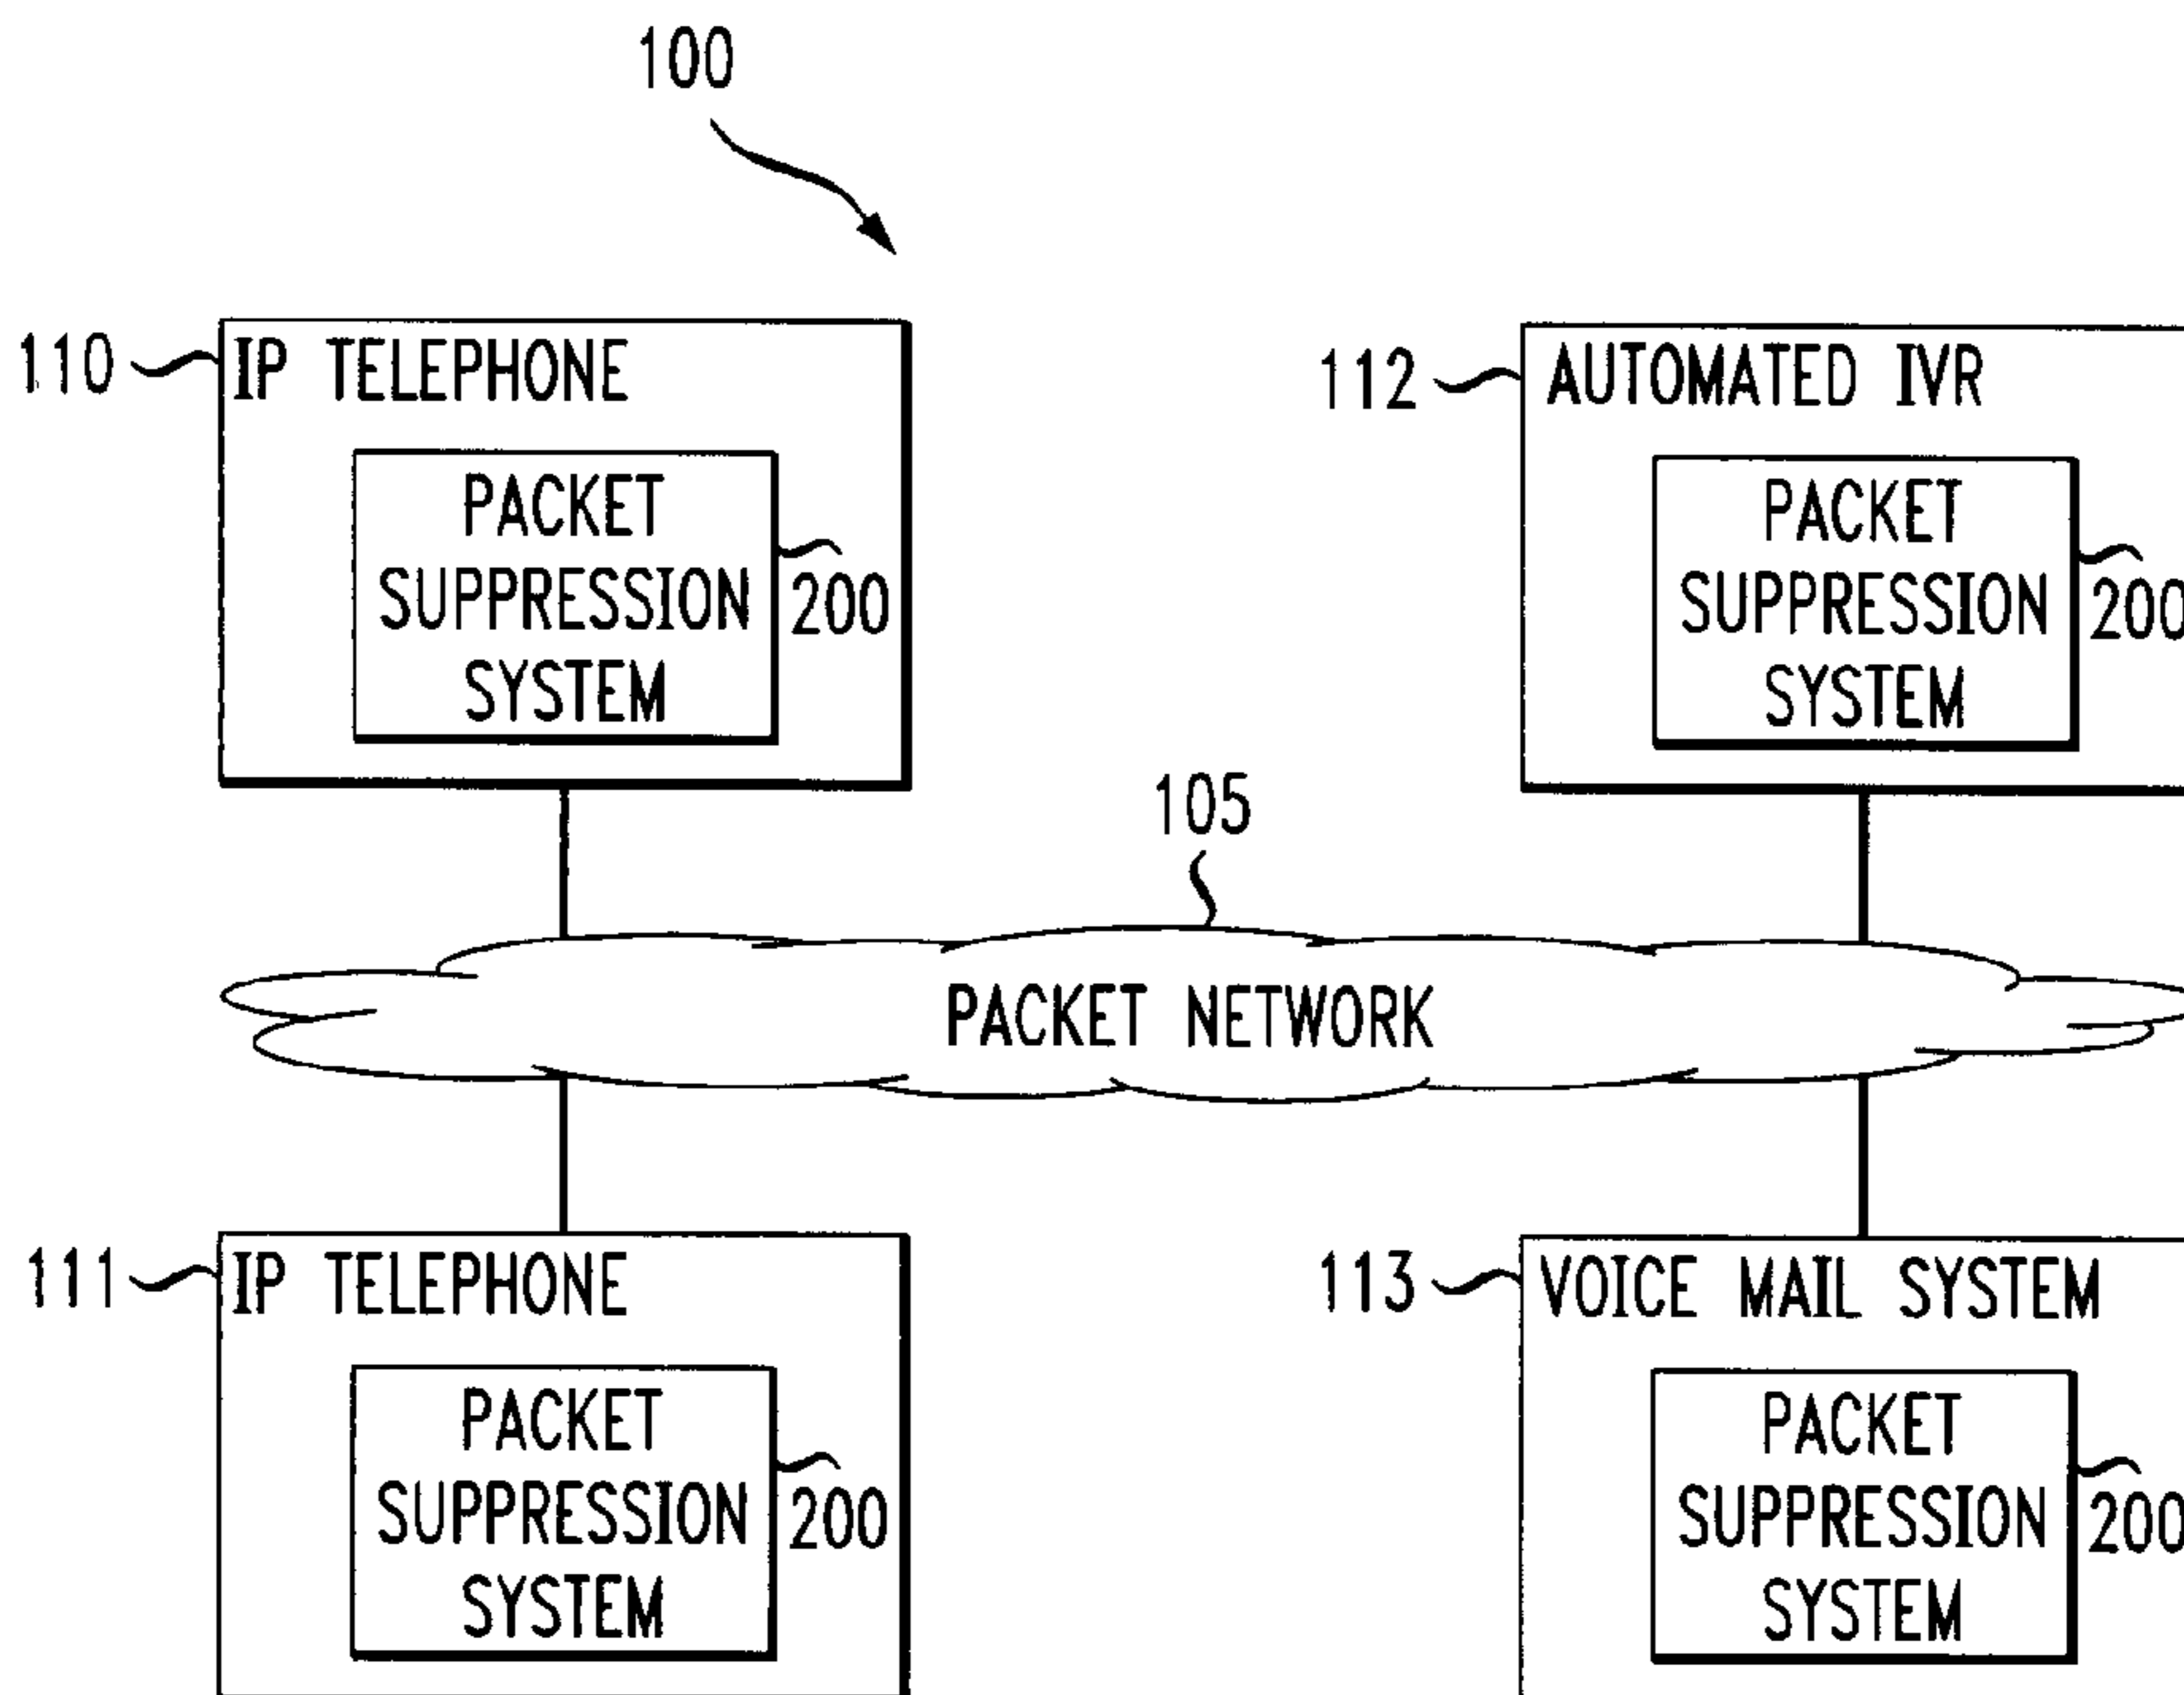 100
110
IP TELEPHONE
PACKET
SUPPRESSION
SYSTEM
200
112
AUTOMATED IVR
PACKET
SUPPRESSION
SYSTEM
200
105
PACKET NETWORK
111
IP TELEPHONE
PACKET
SUPPRESSION
SYSTEM
200
113
VOICE MAIL SYSTEM
PACKET
SUPPRESSION
SYSTEM
200